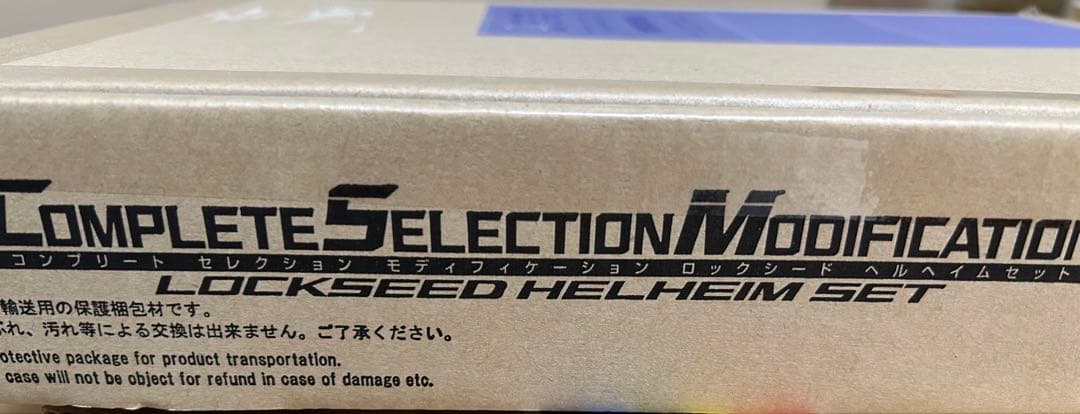 COMPLETE SELECTION MODIFICATION
コンプリート セレクション モディフィケーション ロックシード ヘルヘイムセット
LOCKSEED HELHEIM SET
輸送用の保護梱包材です。
ぶれ、汚れ等による交換は出来ません。ご了承ください。
otective package for product transportation.
case will not be object for refund in case of damage etc.